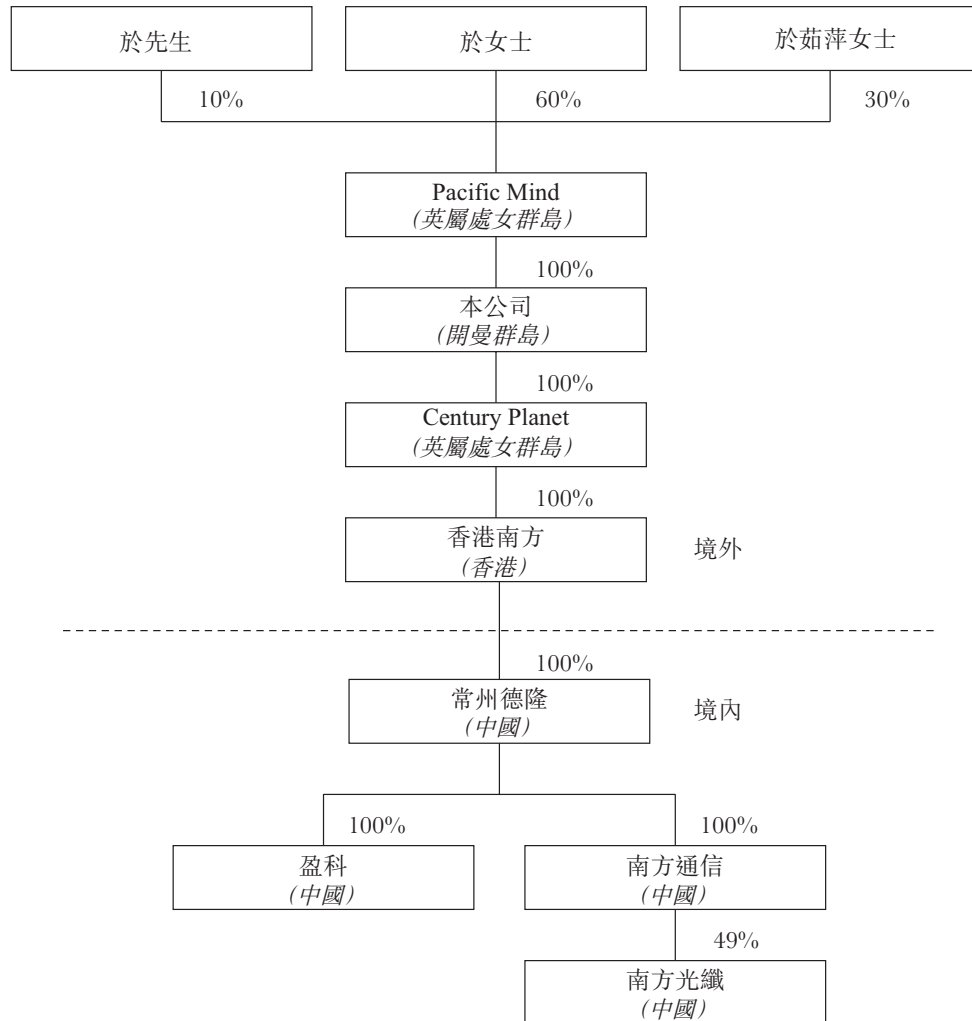 於先生
於女士
於茹萍女士
10%
60%
30%
Pacific Mind
(英屬處女群島)
100%
本公司
(開曼群島)
100%
Century Planet
(英屬處女群島)
100%
香港南方
(香港)
境外
100%
常州德隆
(中國)
境內
100%
100%
盈科
(中國)
南方通信
(中國)
49%
南方光纖
(中國)